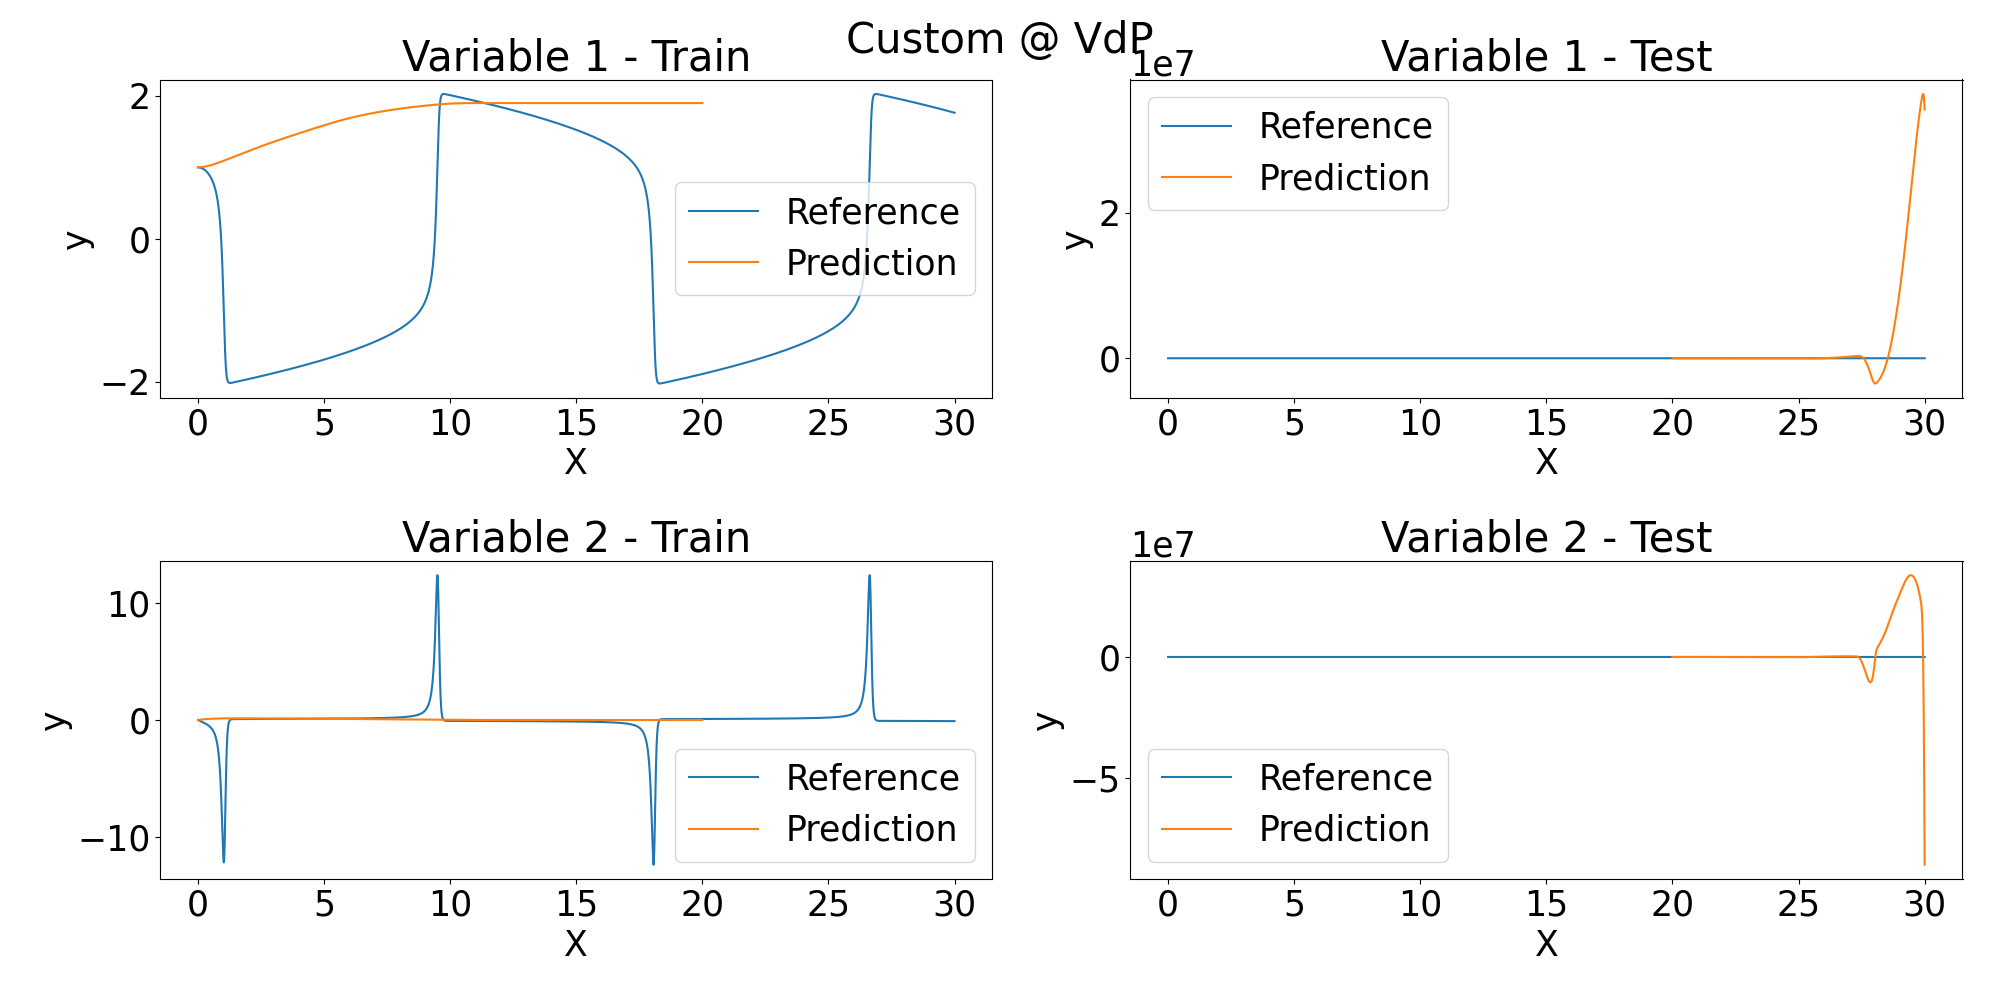 Custom @ VdP
Variable 1 - Train
2
0
−2
y
0 5 10 15 20 25 30
X
Reference
Prediction
Variable 1 - Test
1e7
2
0
y
0 5 10 15 20 25 30
X
Reference
Prediction
Variable 2 - Train
10
0
−10
y
0 5 10 15 20 25 30
X
Reference
Prediction
Variable 2 - Test
1e7
0
−5
y
0 5 10 15 20 25 30
X
Reference
Prediction